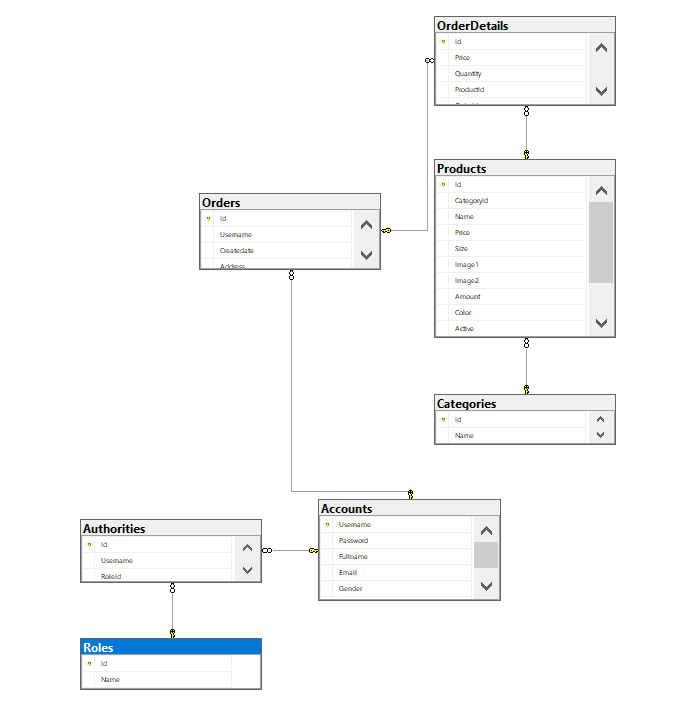 OrderDetails
Id
Price
Quantity
ProductId
Products
Id
CategoryId
Name
Price
Size
Image1
Image2
Amount
Color
Active
Orders
Id
Username
Createdate
Address
Categories
Id
Name
Accounts
Username
Password
Fullname
Email
Gender
Authorities
Id
Username
RoleId
Roles
Id
Name